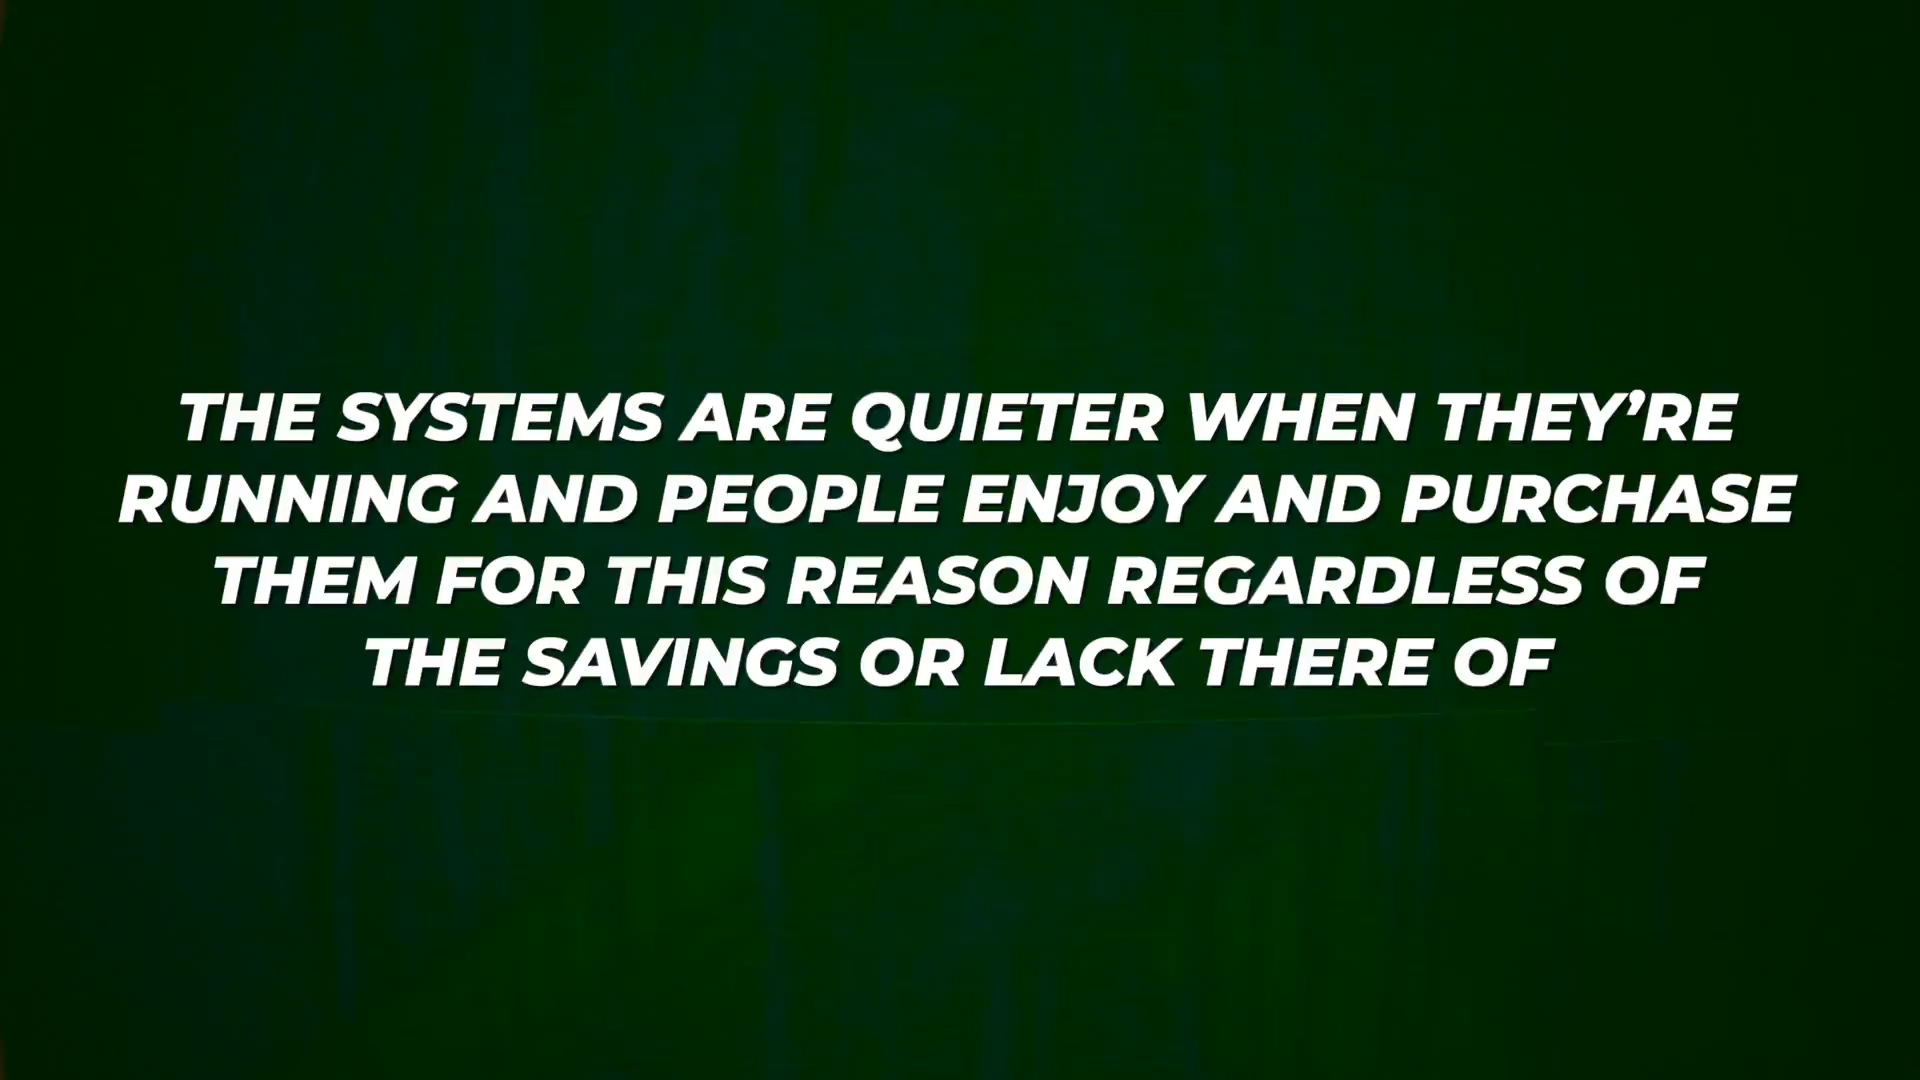 THE SYSTEMS ARE QUIETER WHEN THEY’RE
RUNNING AND PEOPLE ENJOY AND PURCHASE
THEM FOR THIS REASON REGARDLESS OF
THE SAVINGS OR LACK THERE OF